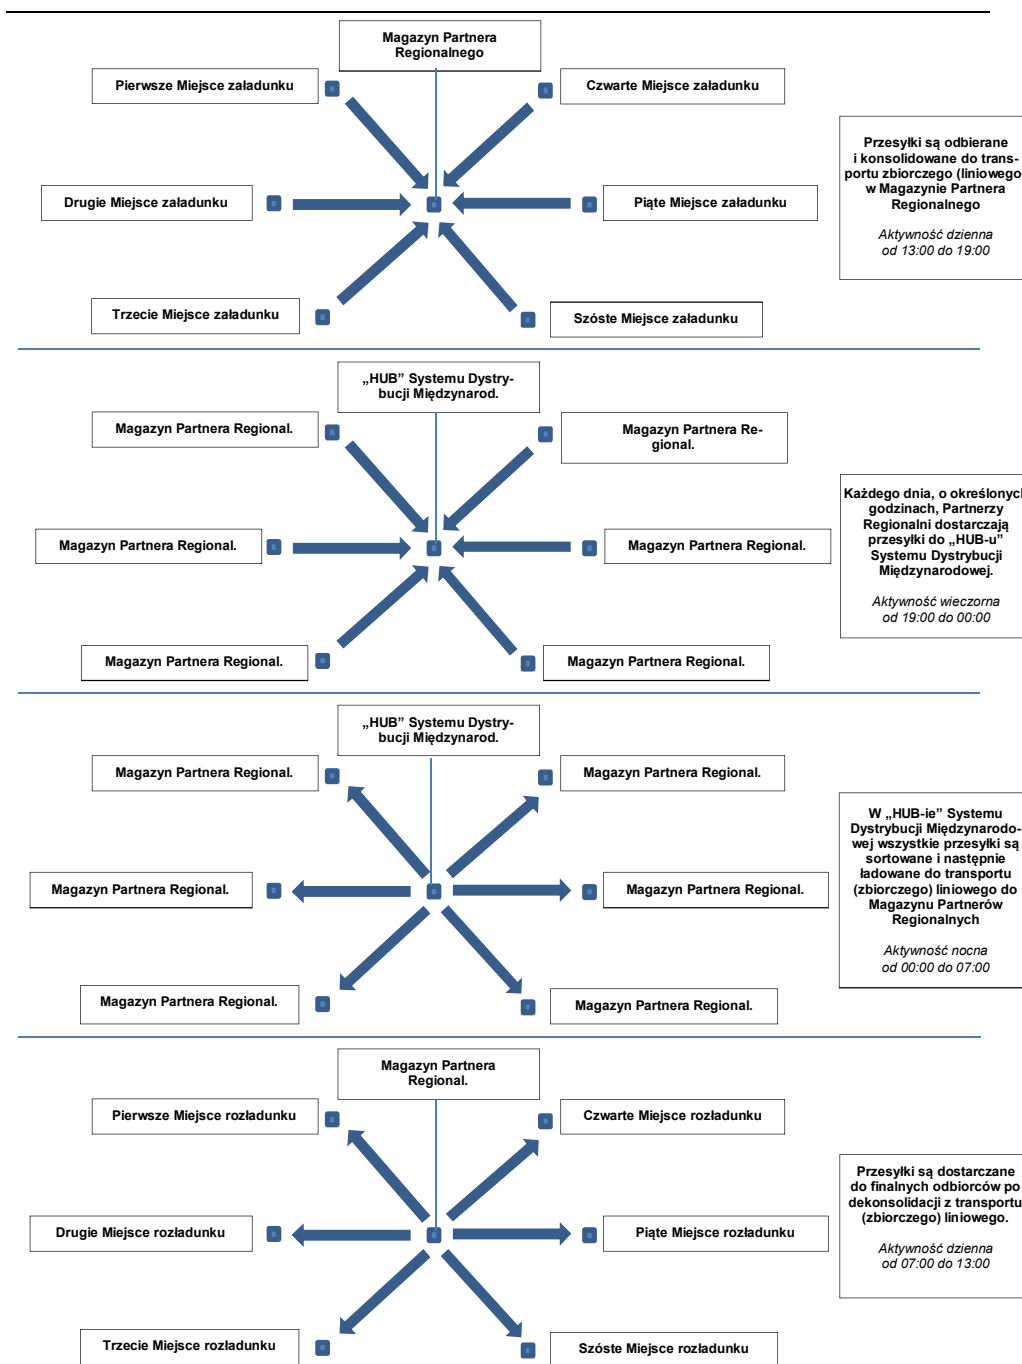 Magazyn Partnera
Regionalnego
Pierwsze Miejsce załadunku
Czwarte Miejsce załadunku
Drugie Miejsce załadunku
Piąte Miejsce załadunku
Trzecie Miejsce załadunku
Szóste Miejsce załadunku
Przesyłki są odbierane
i konsolidowane do trans-
portu zbiorczego (liniowego
w Magazynie Partnera
Regionalnego
Aktywność dzienna
od 13:00 do 19:00
„HUB” Systemu Dystry-
bucji Międzynarod.
Magazyn Partnera Regional.
Magazyn Partnera Re-
gional.
Magazyn Partnera Regional.
Magazyn Partnera Regional.
Magazyn Partnera Regional.
Magazyn Partnera Regional.
Każdego dnia, o określonych
godzinach, Partnerzy
Regionalni dostarczają
przesyłki do „HUB-u”
Systemu Dystrybucji
Międzynarodowej.
Aktywność wieczorna
od 19:00 do 00:00
„HUB” Systemu Dystry-
bucji Międzynarod.
Magazyn Partnera Regional.
Magazyn Partnera Regional.
Magazyn Partnera Regional.
Magazyn Partnera Regional.
Magazyn Partnera Regional.
Magazyn Partnera Regional.
W „HUB-ie” Systemu
Dystrybucji Międzynarodo-
wej wszystkie przesyłki są
sortowane i następnie
ładowane do transportu
(zbiorczego) liniowego do
Magazynu Partnerów
Regionalnych
Aktywność nocna
od 00:00 do 07:00
Magazyn Partnera
Regional.
Pierwsze Miejsce rozładunku
Czwarte Miejsce rozładunku
Drugie Miejsce rozładunku
Piąte Miejsce rozładunku
Trzecie Miejsce rozładunku
Szóste Miejsce rozładunku
Przesyłki są dostarczane
do finalnych odbiorców po
dekonsolidacji z transportu
(zbiorczego) liniowego.
Aktywność dzienna
od 07:00 do 13:00